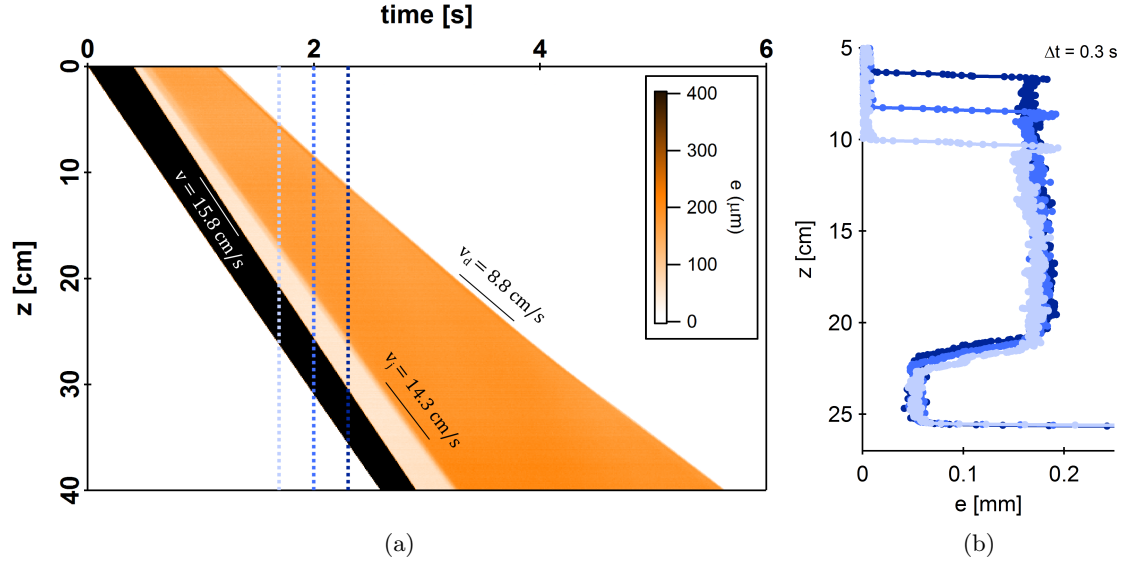 time [s]
0 2 4 6
0
10
20
30
40
z [cm]
v = 15.8 cm/s
v_j = 14.3 cm/s
v_d = 8.8 cm/s
400
300
200
100
0
e (μm)
(a)
Δt = 0.3 s
5
10
15
20
25
z [cm]
0 0.1 0.2
e [mm]
(b)